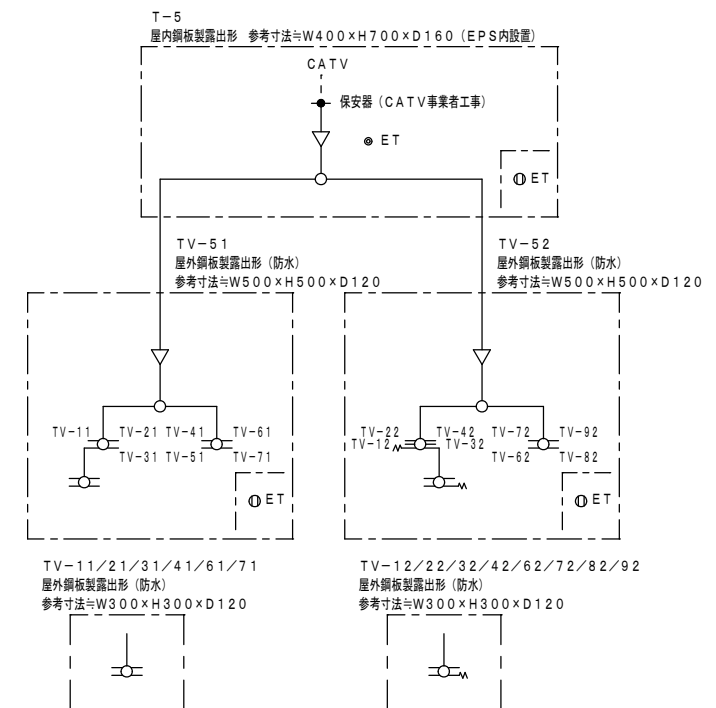 T-5
屋内鋼板製露出形 参考寸法≒W400×H700×D160(EPS内設置)
CATV
保安器(CATV事業者工事)
ET
ET
TV-51
屋外鋼板製露出形(防水)
参考寸法≒W500×H500×D120
TV-52
屋外鋼板製露出形(防水)
参考寸法≒W500×H500×D120
TV-11 TV-21 TV-41 TV-61
TV-31 TV-51 TV-71
ET
TV-22 TV-42 TV-72 TV-92
TV-12 TV-32 TV-62 TV-82
ET
TV-11/21/31/41/61/71
屋外鋼板製露出形(防水)
参考寸法≒W300×H300×D120
TV-12/22/32/42/62/72/82/92
屋外鋼板製露出形(防水)
参考寸法≒W300×H300×D120